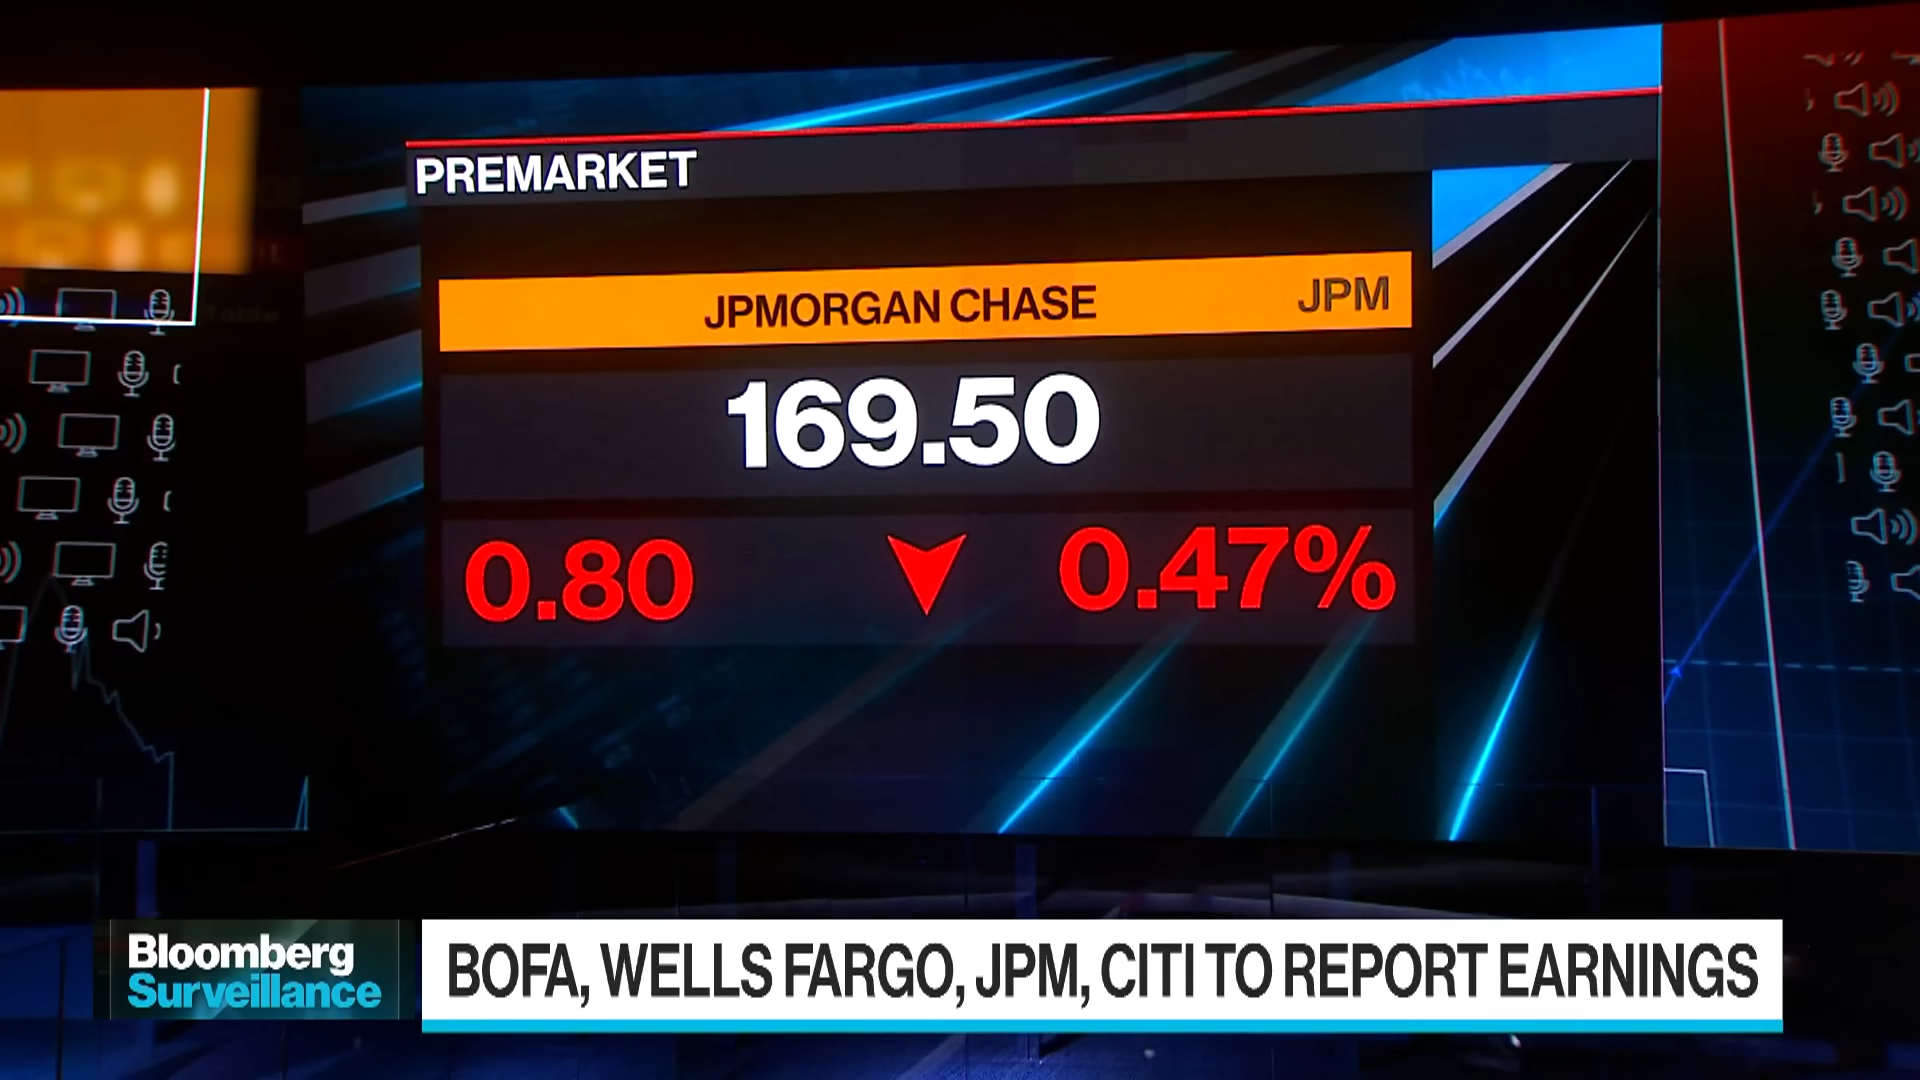 PREMARKET
JPMORGAN CHASE JPM
169.50
0.80 0.47%
Bloomberg
Surveillance
BOFA, WELLS FARGO, JPM, CITI TO REPORT EARNINGS